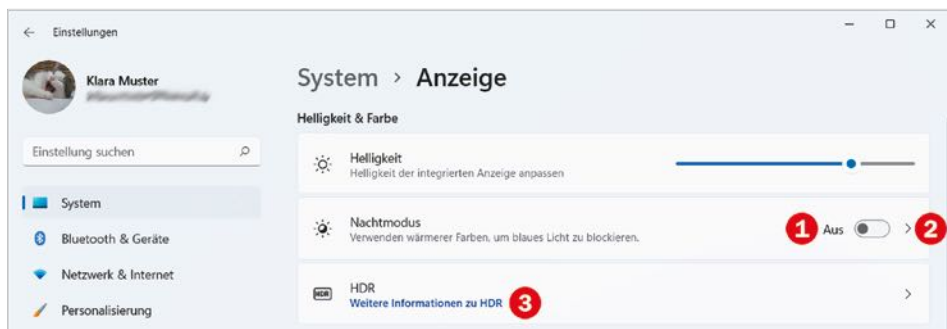 Einstellungen
Klara Muster
System > Anzeige
Helligkeit & Farbe
Einstellung suchen
Helligkeit
Helligkeit der integrierten Anzeige anpassen
System
Nachtmodus
Verwenden wärmerer Farben, um blaues Licht zu blockieren.
1 Aus 2
Bluetooth & Geräte
Netzwerk & Internet
HDR
HDR
Weitere Informationen zu HDR 3
Personalisierung